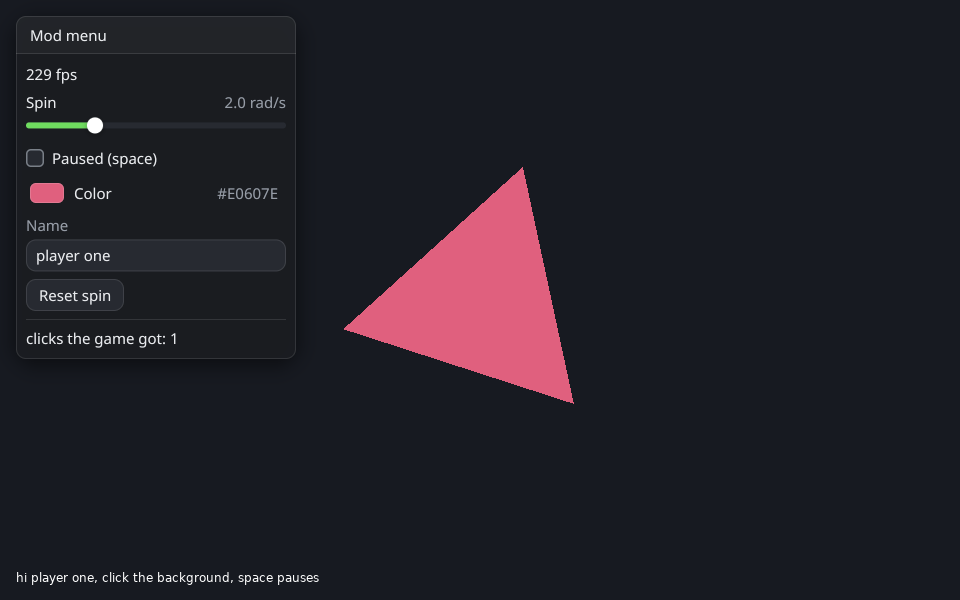 Mod menu
229 fps
Spin 2.0 rad/s
Paused (space)
Color #E0607E
Name
player one
Reset spin
clicks the game got: 1
hi player one, click the background, space pauses